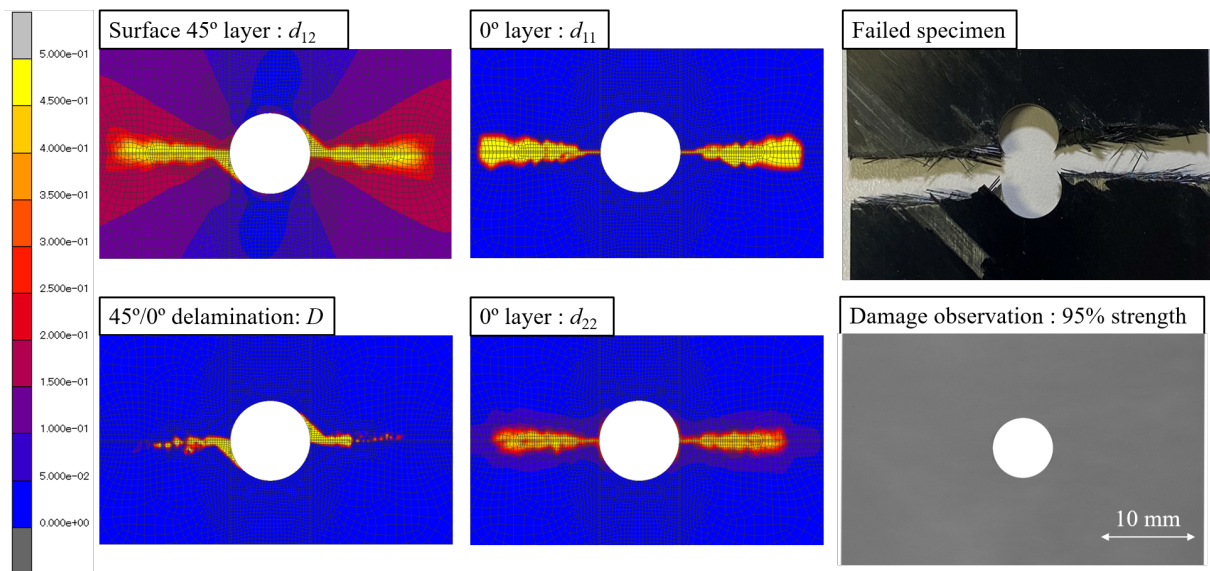 Surface 45º layer : d12
0º layer : d11
Failed specimen
5.000e-01
4.500e-01
4.000e-01
3.500e-01
3.000e-01
2.500e-01
2.000e-01
1.500e-01
1.000e-01
5.000e-02
0.000e+00
45º/0º delamination: D
0º layer : d22
Damage observation : 95% strength
10 mm